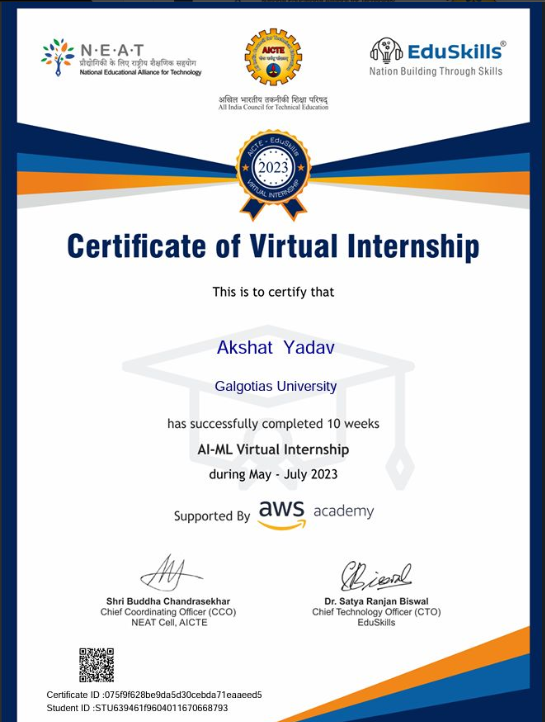 N·E·A·T
प्रौद्योगिकी के लिए राष्ट्रीय शैक्षणिक सहयोग
National Educational Alliance for Technology
AICTE
अखिल भारतीय तकनीकी शिक्षा परिषद्
All India Council for Technical Education
EduSkills®
Nation Building Through Skills
AICTE - EduSkills
2023
VIRTUAL INTERNSHIP
Certificate of Virtual Internship
This is to certify that
Akshat Yadav
Galgotias University
has successfully completed 10 weeks
AI-ML Virtual Internship
during May - July 2023
Supported By aws academy
Shri Buddha Chandrasekhar
Chief Coordinating Officer (CCO)
NEAT Cell, AICTE
Dr. Satya Ranjan Biswal
Chief Technology Officer (CTO)
EduSkills
Certificate ID :075f9f628be9da5d30cebda71eaaeed5
Student ID :STU639461f9604011670668793